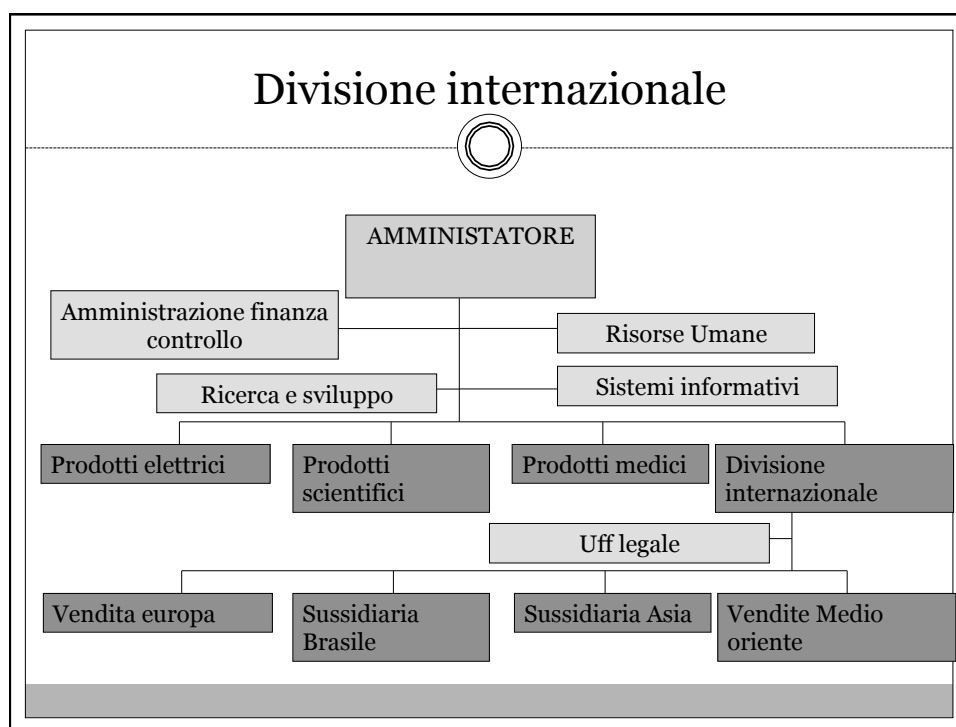 Divisione internazionale
AMMINISTATORE
Amministrazione finanza
controllo
Risorse Umane
Ricerca e sviluppo
Sistemi informativi
Prodotti elettrici
Prodotti
scientifici
Prodotti medici
Divisione
internazionale
Uff legale
Vendita europa
Sussidiaria
Brasile
Sussidiaria Asia
Vendite Medio
oriente